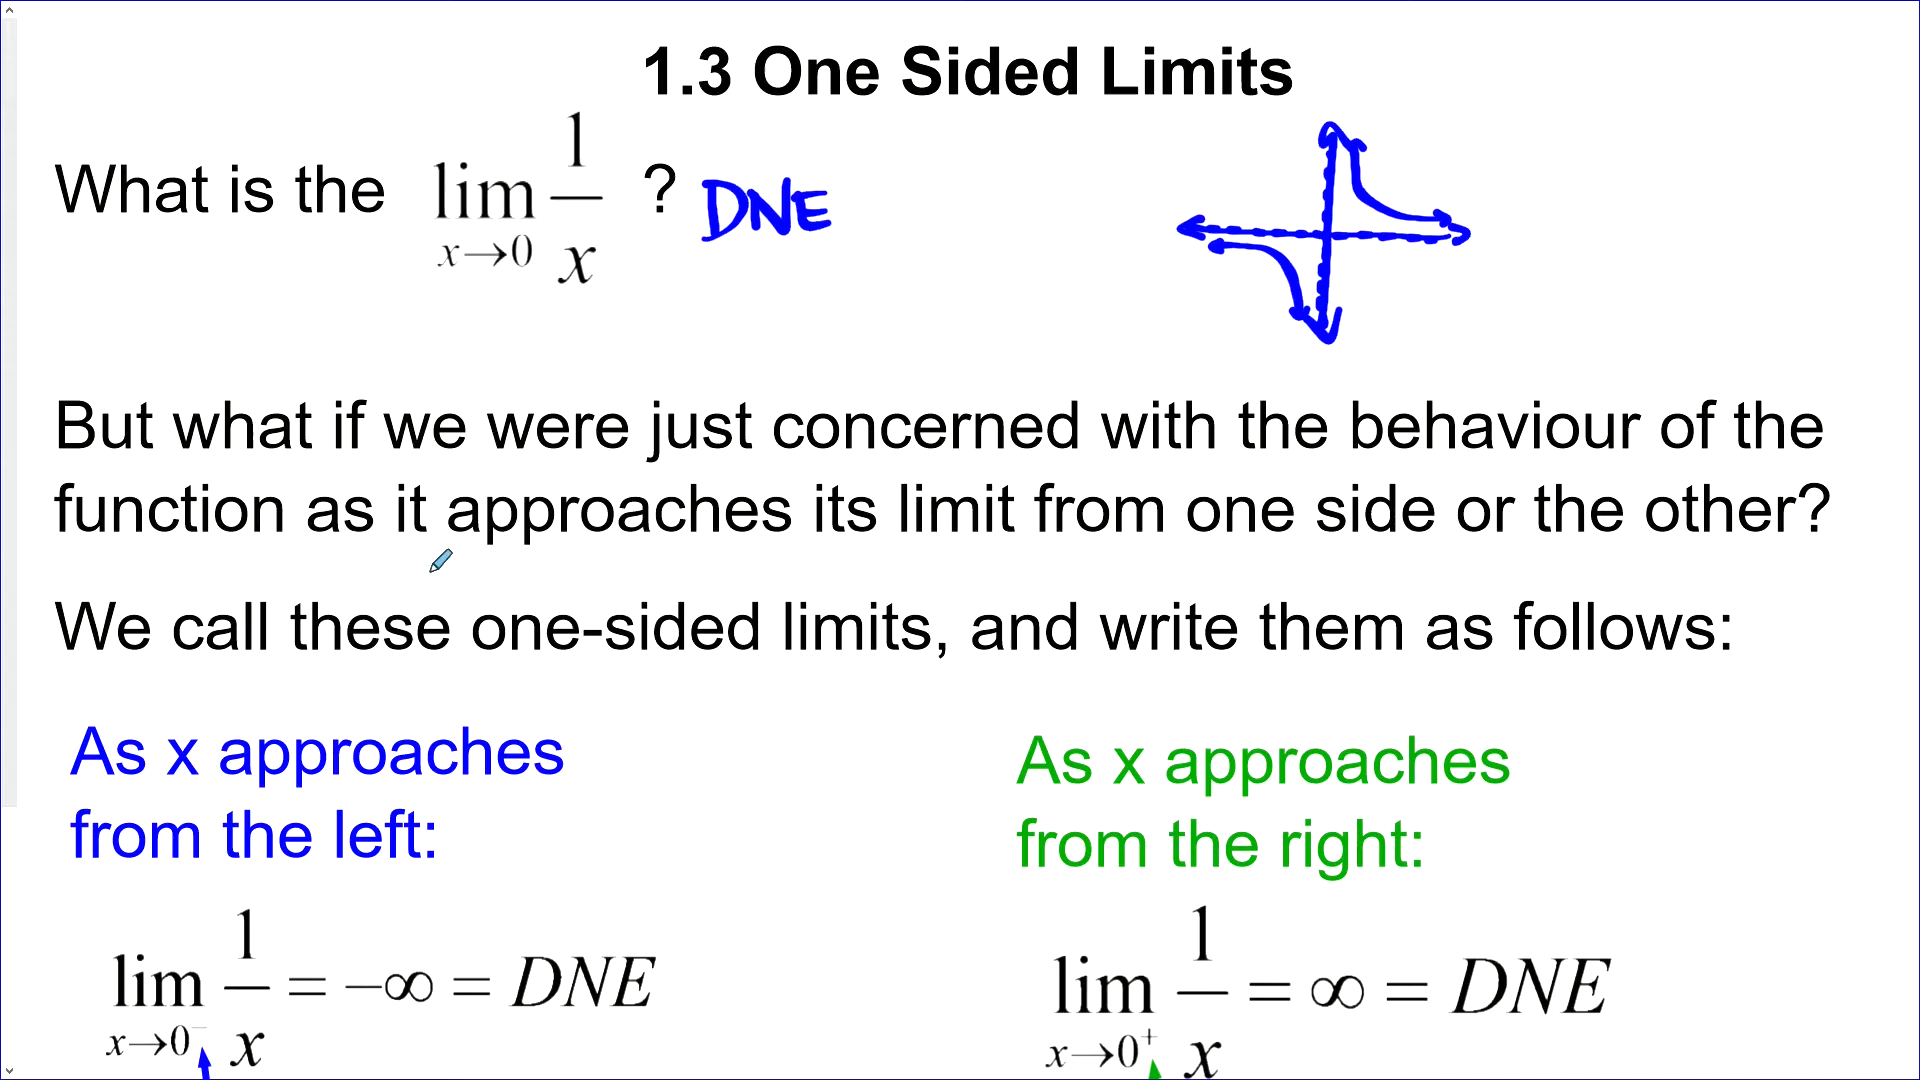 1.3 One Sided Limits
What is the lim x→0 1/x ? DNE
But what if we were just concerned with the behaviour of the
function as it approaches its limit from one side or the other?
We call these one-sided limits, and write them as follows:
As x approaches
from the left:
lim x→0⁻ 1/x = −∞ = DNE
As x approaches
from the right:
lim x→0⁺ 1/x = ∞ = DNE